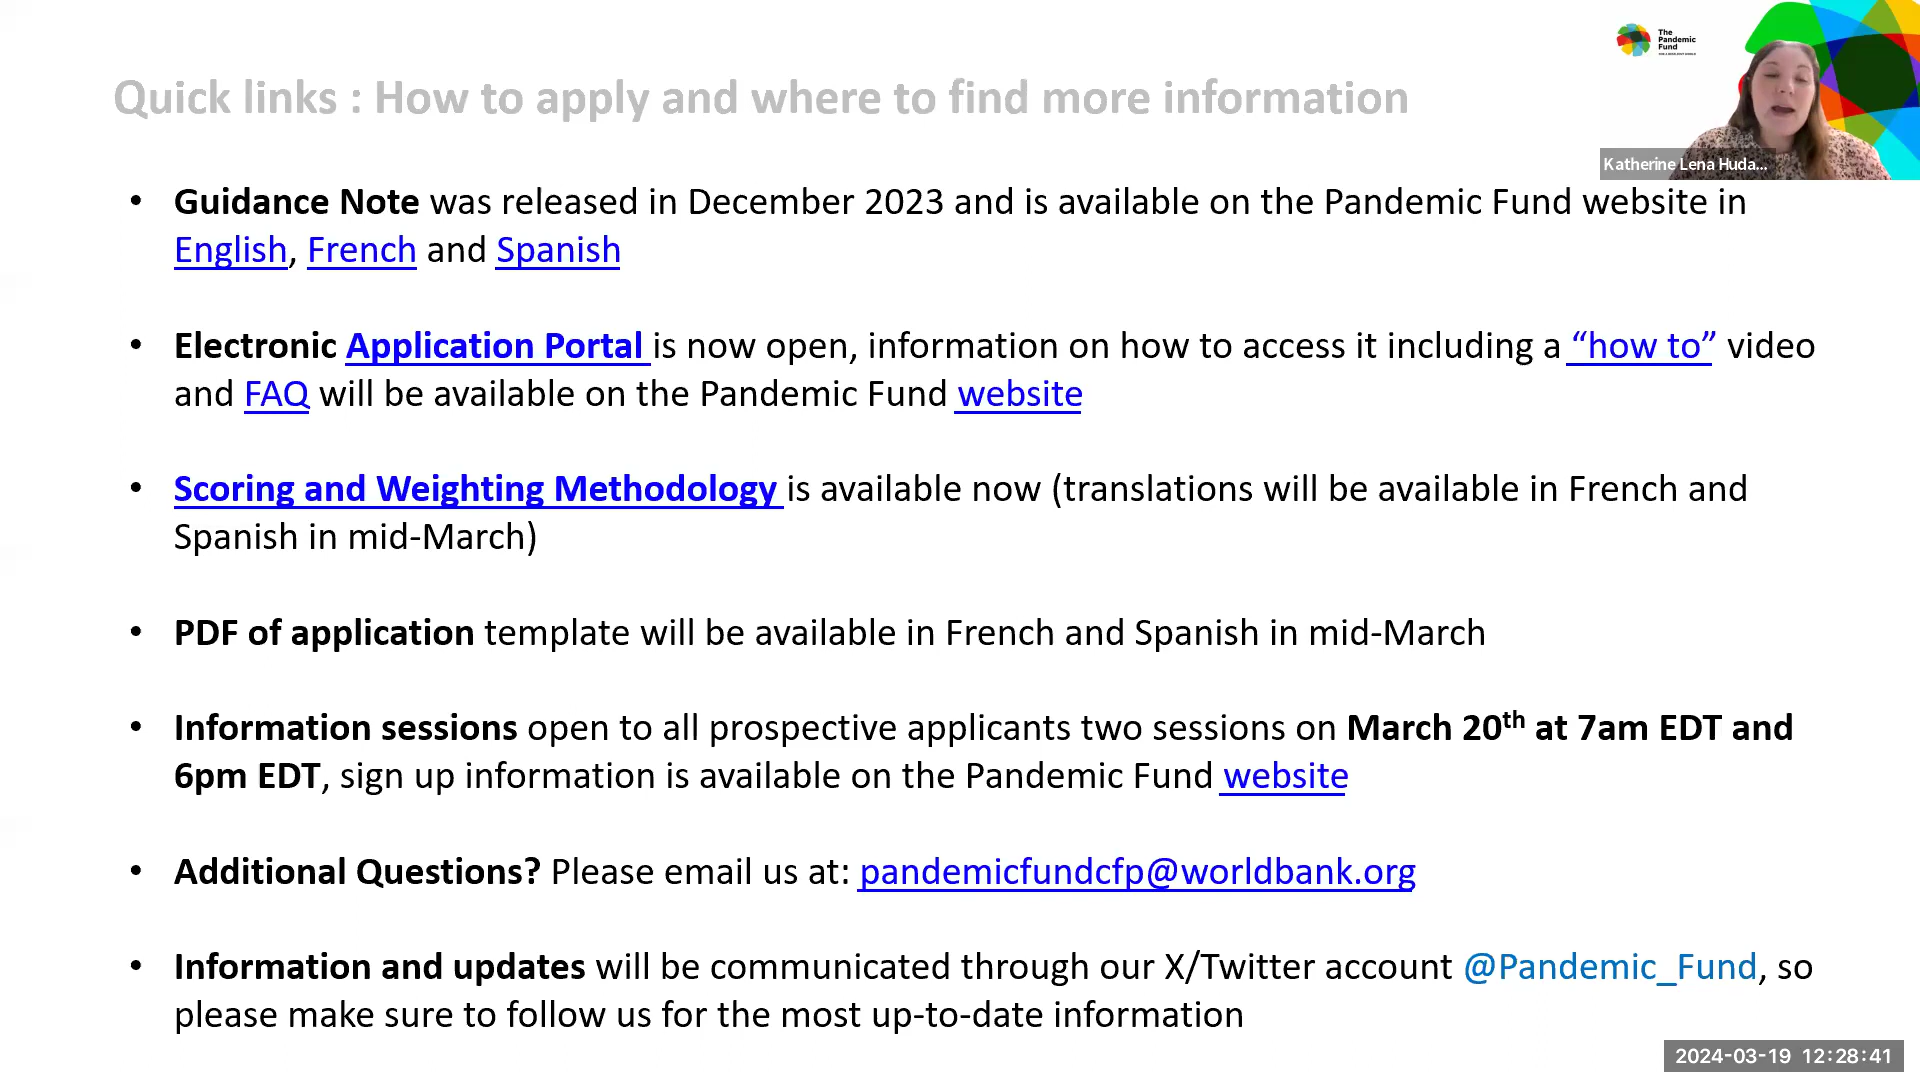 The
Pandemic
Fund
Quick links : How to apply and where to find more information
Katherine Lena Huda...
• Guidance Note was released in December 2023 and is available on the Pandemic Fund website in
English, French and Spanish
• Electronic Application Portal is now open, information on how to access it including a “how to” video
and FAQ will be available on the Pandemic Fund website
• Scoring and Weighting Methodology is available now (translations will be available in French and
Spanish in mid-March)
• PDF of application template will be available in French and Spanish in mid-March
• Information sessions open to all prospective applicants two sessions on March 20th at 7am EDT and
6pm EDT, sign up information is available on the Pandemic Fund website
• Additional Questions? Please email us at: pandemicfundcfp@worldbank.org
• Information and updates will be communicated through our X/Twitter account @Pandemic_Fund, so
please make sure to follow us for the most up-to-date information
2024-03-19 12:28:41